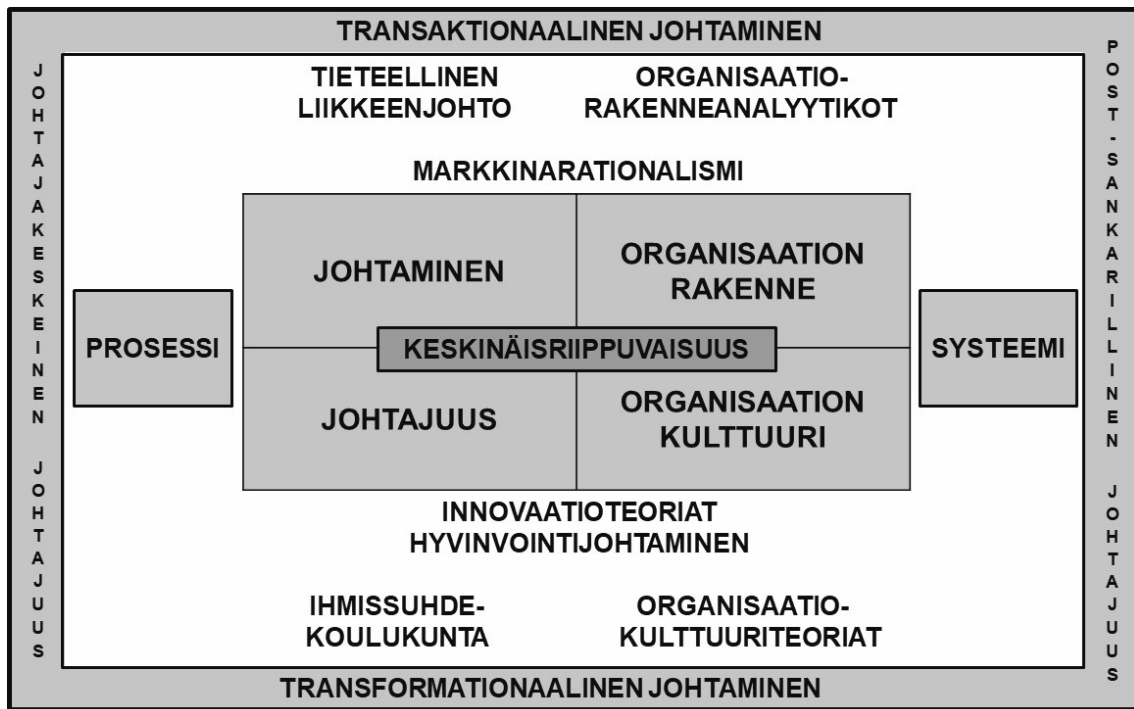 TRANSAKTIONAALINEN JOHTAMINEN
JOHTAJAKESKEINEN JOHTAJUUS
POST-SANKARILLINEN JOHTAJUUS
TIETEELLINEN
LIIKKEENJOHTO
ORGANISAATIO-
RAKENNEANALYYTIKOT
MARKKINARATIONALISMI
JOHTAMINEN
ORGANISAATION
RAKENNE
PROSESSI
KESKINÄISRIIPPUVAISUUS
SYSTEEMI
JOHTAJUUS
ORGANISAATION
KULTTUURI
INNOVAATIOTEORIAT
HYVINVOINTIJOHTAMINEN
IHMISSUHDE-
KOULUKUNTA
ORGANISAATIO-
KULTTUURITEORIAT
TRANSFORMATIONAALINEN JOHTAMINEN